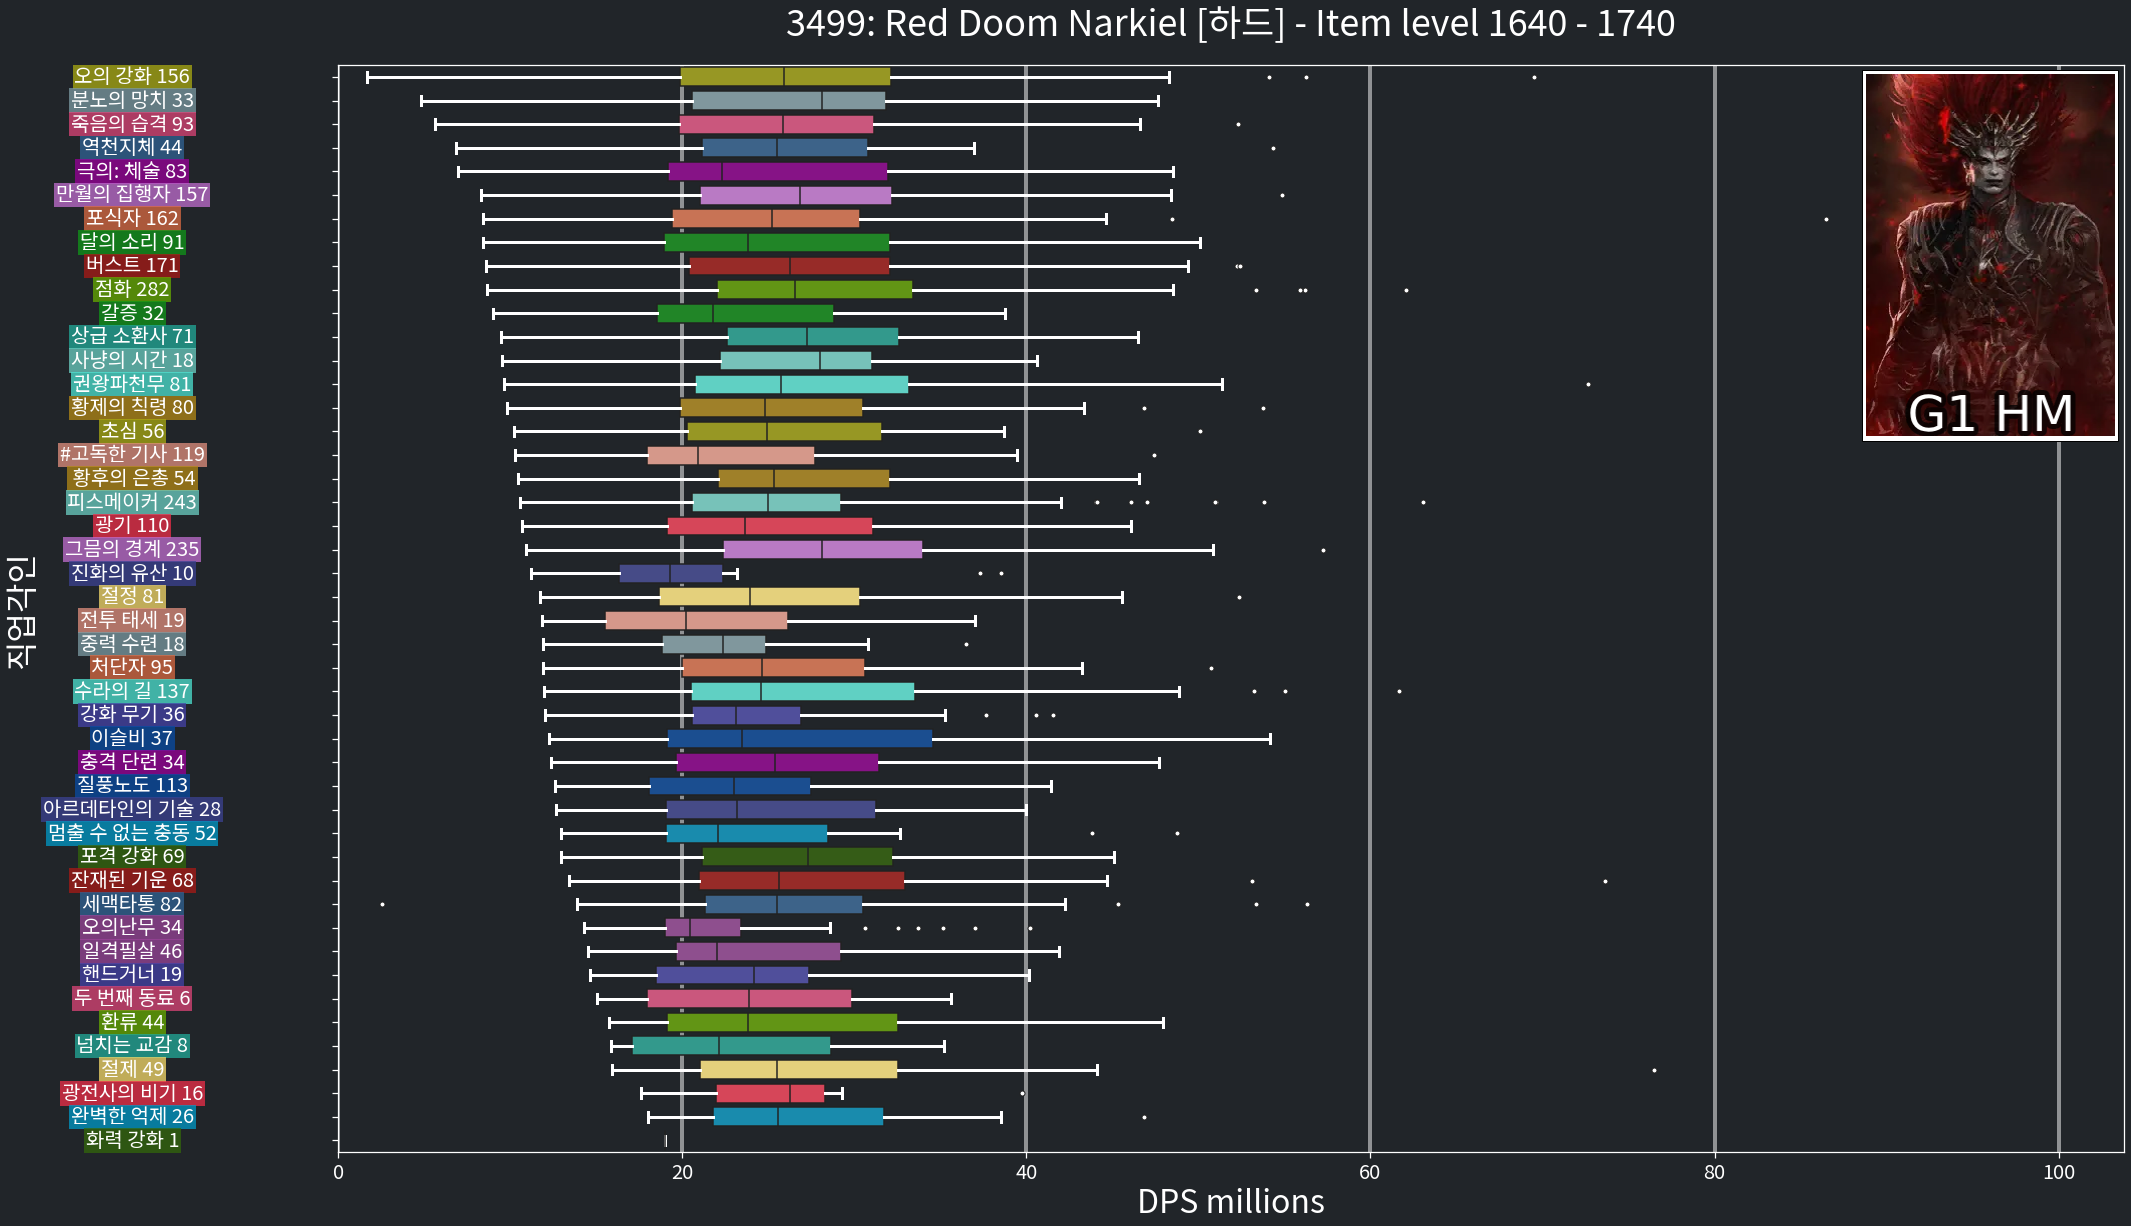 3499: Red Doom Narkiel [하드] - Item level 1640 - 1740
오의 강화 156
분노의 망치 33
죽음의 습격 93
역천지체 44
극의: 체술 83
만월의 집행자 157
포식자 162
달의 소리 91
버스트 171
점화 282
갈증 32
상급 소환사 71
사냥의 시간 18
권왕파천무 81
황제의 칙령 80
초심 56
#고독한 기사 119
황후의 은총 54
피스메이커 243
광기 110
그믐의 경계 235
진화의 유산 10
절정 81
전투 태세 19
중력 수련 18
처단자 95
수라의 길 137
강화 무기 36
이슬비 37
충격 단련 34
질풍노도 113
아르데타인의 기술 28
멈출 수 없는 충동 52
포격 강화 69
잔재된 기운 68
세맥타통 82
오의난무 34
일격필살 46
핸드거너 19
두 번째 동료 6
환류 44
넘치는 교감 8
절제 49
광전사의 비기 16
완벽한 억제 26
화력 강화 1
직업각인
0 20 40 60 80 100
DPS millions
G1 HM